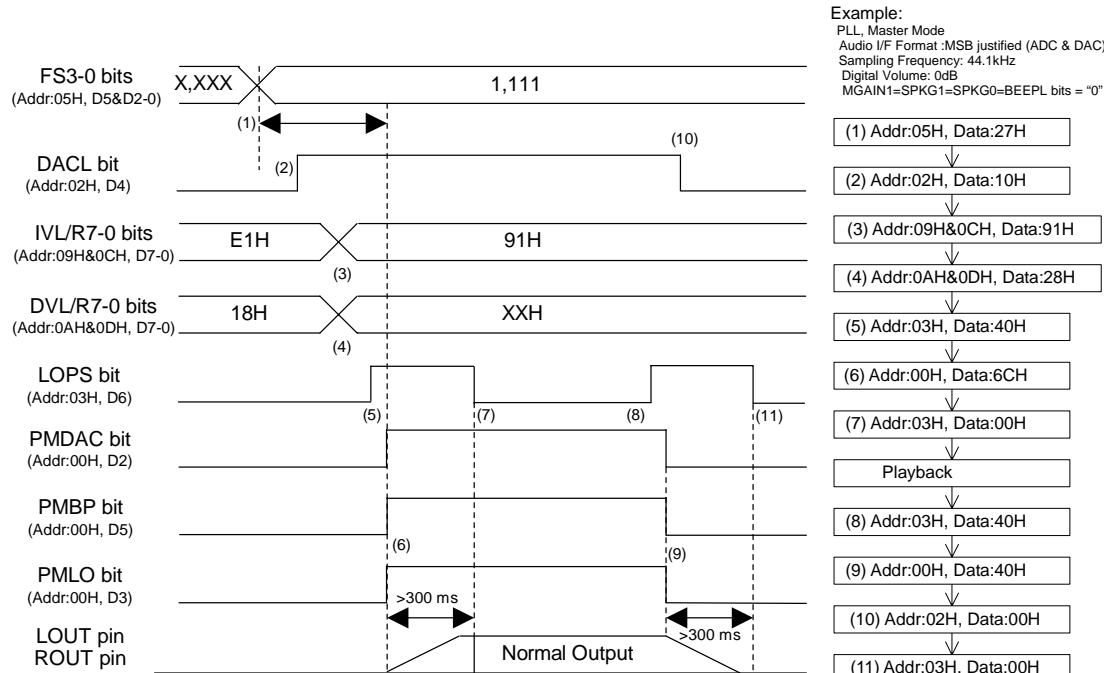 Example:
PLL, Master Mode
Audio I/F Format :MSB justified (ADC & DAC)
Sampling Frequency: 44.1kHz
Digital Volume: 0dB
MGAIN1=SPKG1=SPKG0=BEEPL bits = “0”
FS3-0 bits
(Addr:05H, D5&D2-0)
X,XXX
1,111
(1)
(10)
DACL bit
(Addr:02H, D4)
(2)
IVL/R7-0 bits
(Addr:09H&0CH, D7-0)
E1H
91H
(3)
DVL/R7-0 bits
(Addr:0AH&0DH, D7-0)
18H
XXH
(4)
LOPS bit
(Addr:03H, D6)
(5)
(7)
(8)
(11)
PMDAC bit
(Addr:00H, D2)
PMBP bit
(Addr:00H, D5)
(6)
(9)
PMLO bit
(Addr:00H, D3)
>300 ms
>300 ms
LOUT pin
ROUT pin
Normal Output
(1) Addr:05H, Data:27H
(2) Addr:02H, Data:10H
(3) Addr:09H&0CH, Data:91H
(4) Addr:0AH&0DH, Data:28H
(5) Addr:03H, Data:40H
(6) Addr:00H, Data:6CH
(7) Addr:03H, Data:00H
Playback
(8) Addr:03H, Data:40H
(9) Addr:00H, Data:40H
(10) Addr:02H, Data:00H
(11) Addr:03H, Data:00H